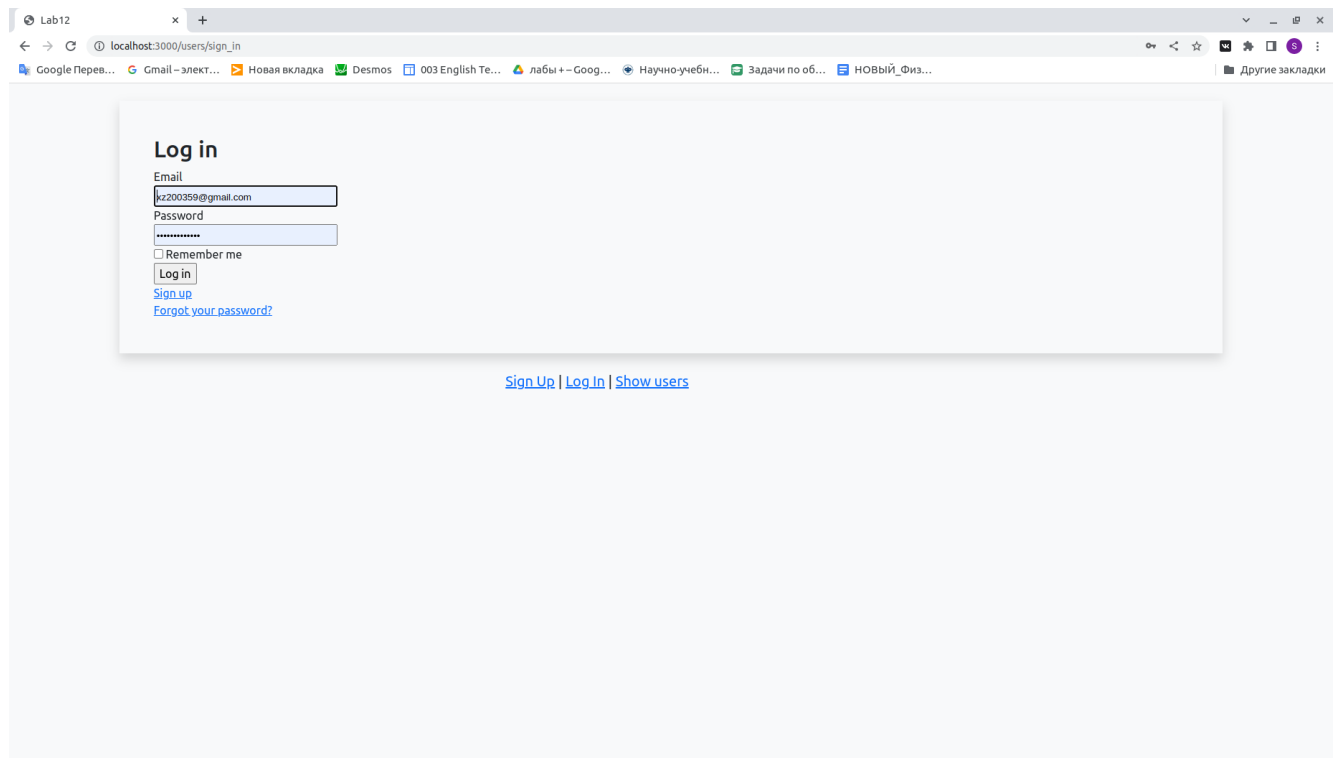 Lab12
localhost:3000/users/sign_in
Google Перев... Gmail – элект... Новая вкладка Desmos 003 English Te... лабы + – Goog... Научно-учебн... Задачи по об... НОВЫЙ_Физ... Другие закладки
Log in
Email
xz200359@gmail.com
Password
•••••••••••••
Remember me
Log in
Sign up
Forgot your password?
Sign Up | Log In | Show users